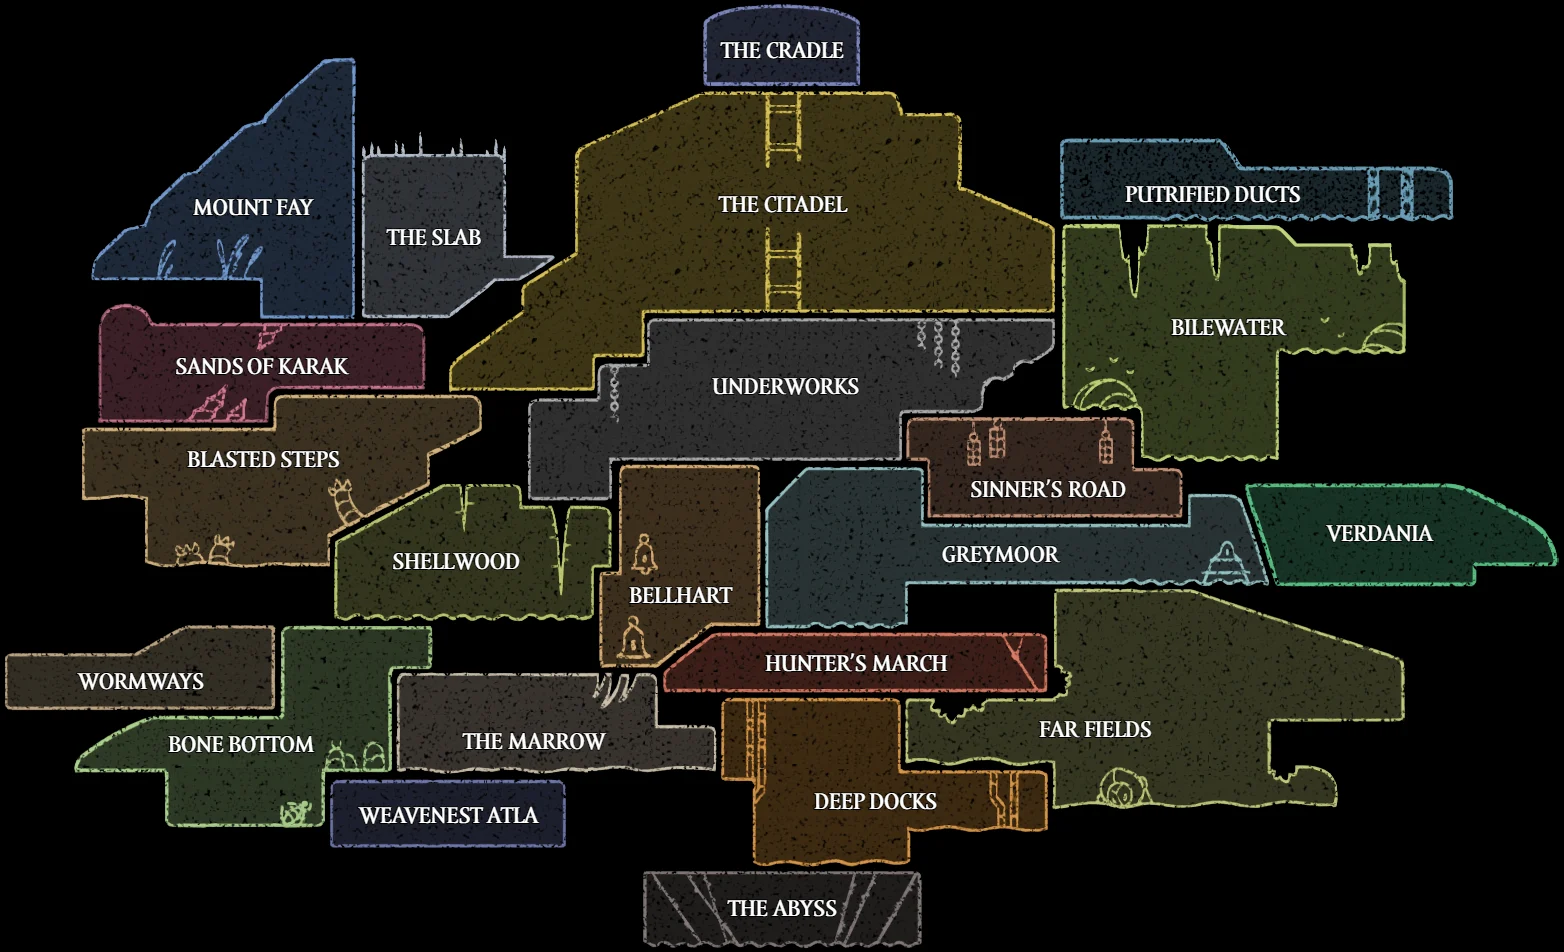 THE CRADLE
MOUNT FAY
THE SLAB
THE CITADEL
PUTRIFIED DUCTS
SANDS OF KARAK
UNDERWORKS
BILEWATER
BLASTED STEPS
SINNER'S ROAD
SHELLWOOD
BELLHART
GREYMOOR
VERDANIA
WORMWAYS
HUNTER'S MARCH
BONE BOTTOM
THE MARROW
FAR FIELDS
WEAVENEST ATLA
DEEP DOCKS
THE ABYSS